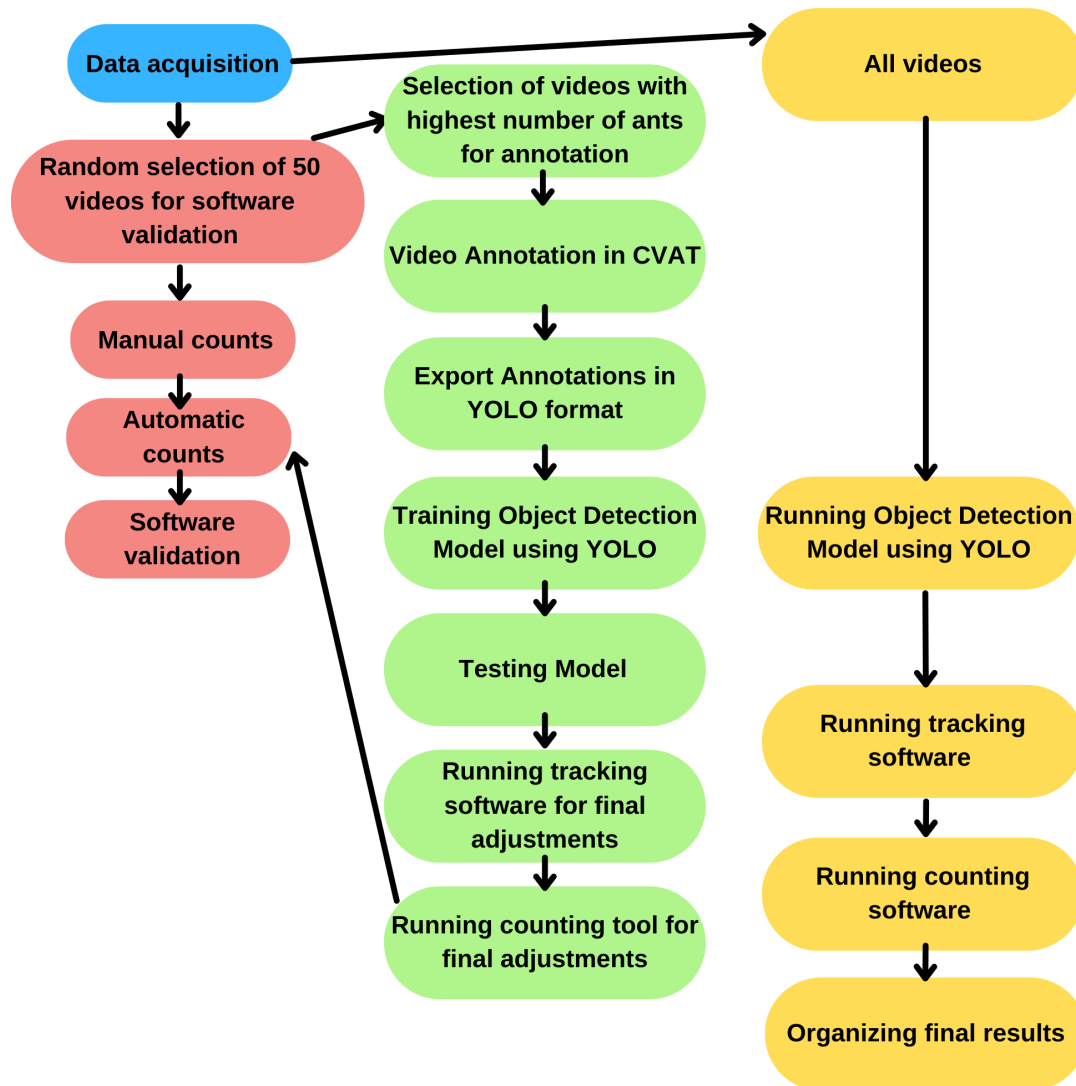 Data acquisition
Random selection of 50
videos for software
validation
Manual counts
Automatic
counts
Software
validation
Selection of videos with
highest number of ants
for annotation
Video Annotation in CVAT
Export Annotations in
YOLO format
Training Object Detection
Model using YOLO
Testing Model
Running tracking
software for final
adjustments
Running counting tool for
final adjustments
All videos
Running Object Detection
Model using YOLO
Running tracking
software
Running counting
software
Organizing final results